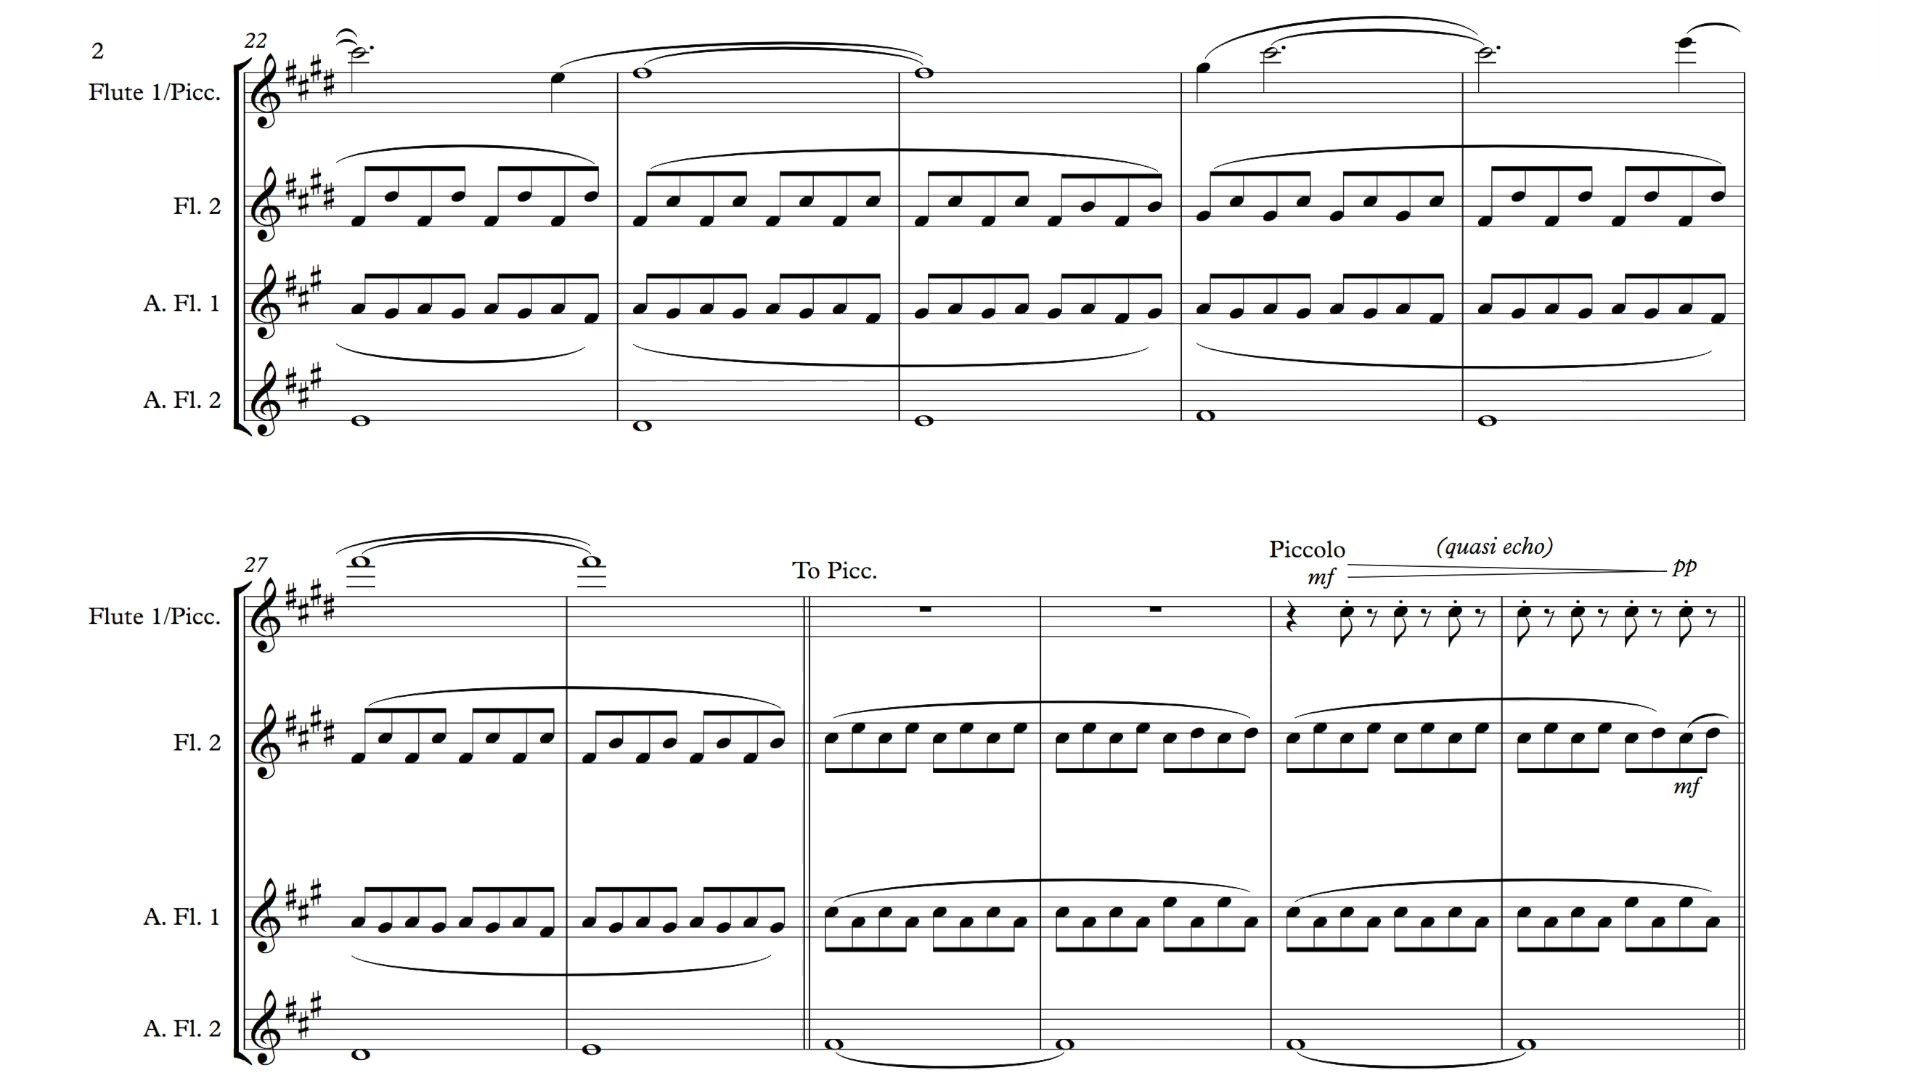 2
22
Flute 1/Picc.
Fl. 2
A. Fl. 1
A. Fl. 2
27
To Picc.
Piccolo
(quasi echo)
mf
pp
Flute 1/Picc.
Fl. 2
mf
A. Fl. 1
A. Fl. 2